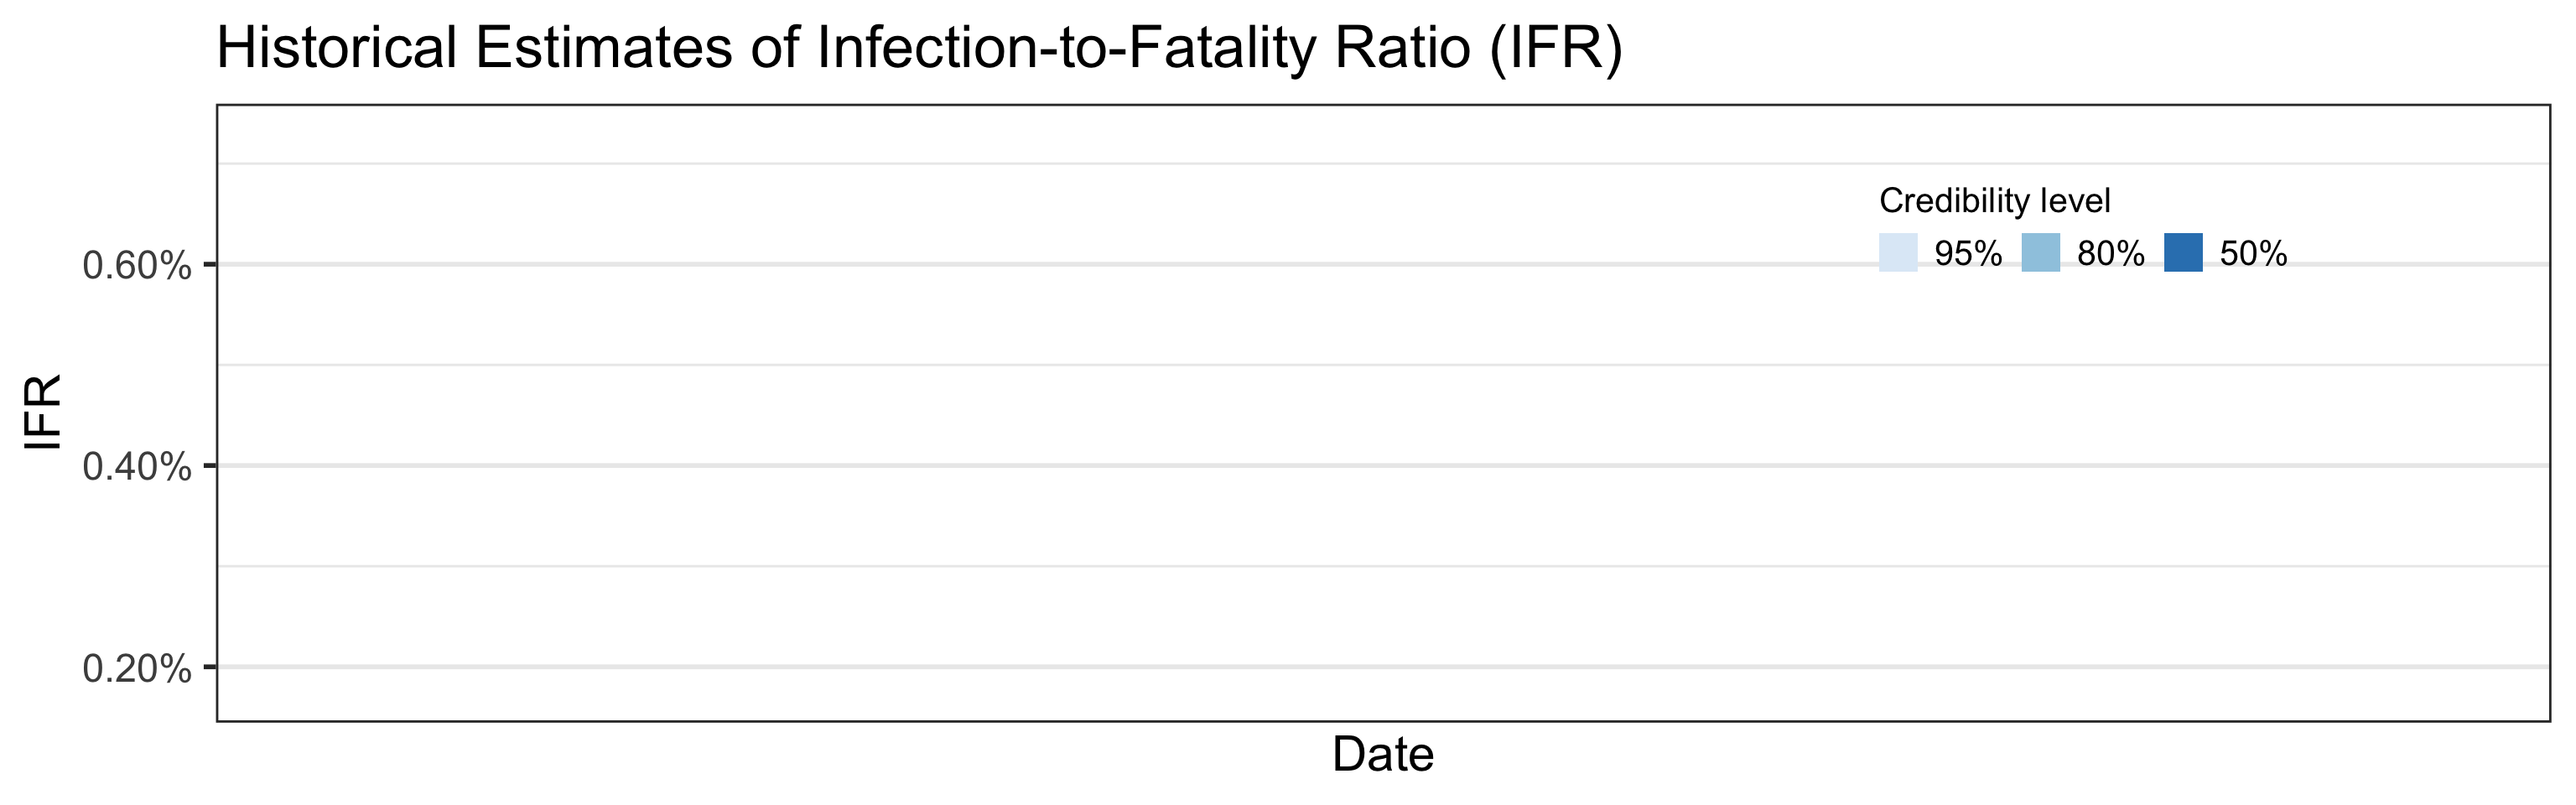 Historical Estimates of Infection-to-Fatality Ratio (IFR)
Credibility level
95% 80% 50%
0.60%
0.40%
0.20%
IFR
Date